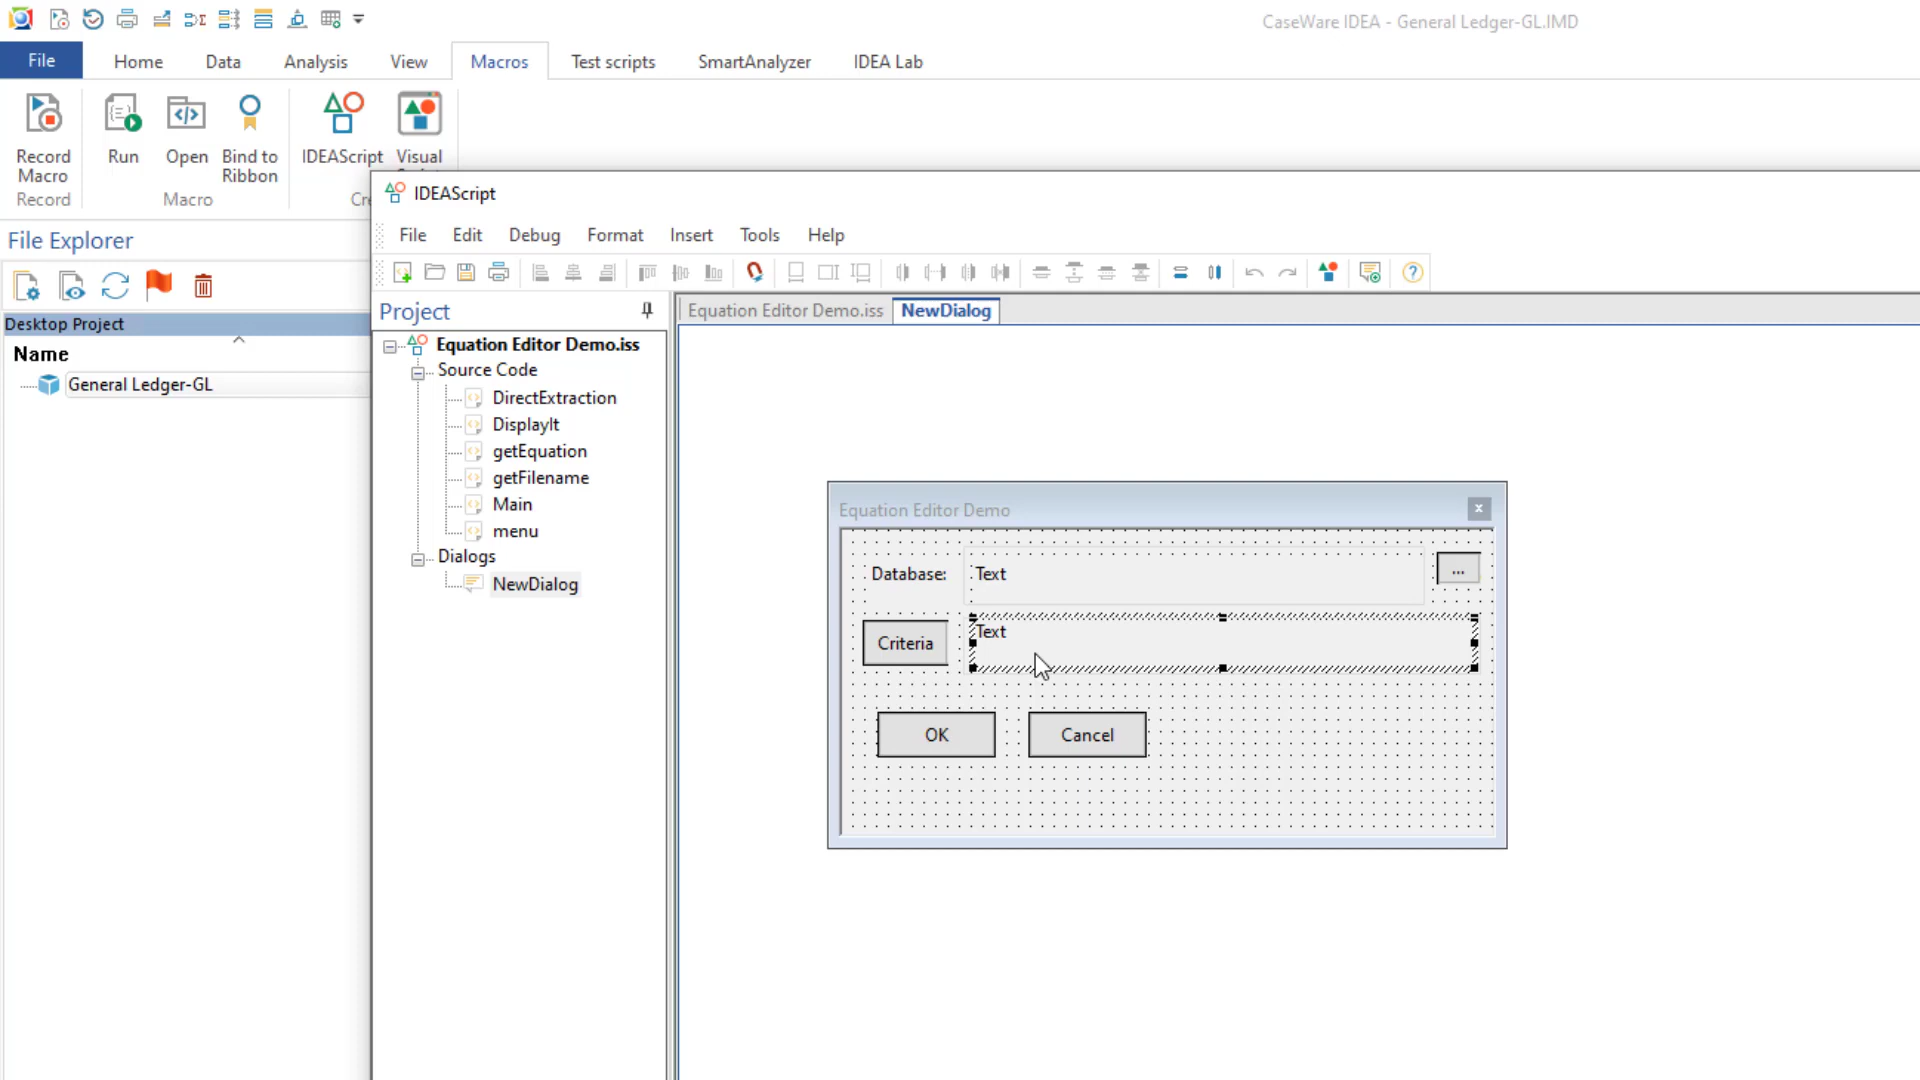 CaseWare IDEA - General Ledger-GL.IMD
File
Home
Data
Analysis
View
Macros
Test scripts
SmartAnalyzer
IDEA Lab
Record Macro
Run
Open
Bind to Ribbon
IDEAScript
Visual
Record
Macro
IDEAScript
File Edit Debug Format Insert Tools Help
File Explorer
Desktop Project
Name
General Ledger-GL
Project
Equation Editor Demo.iss
Source Code
DirectExtraction
DisplayIt
getEquation
getFilename
Main
menu
Dialogs
NewDialog
Equation Editor Demo.iss
NewDialog
Equation Editor Demo
x
Database:
Text
...
Criteria
Text
OK
Cancel